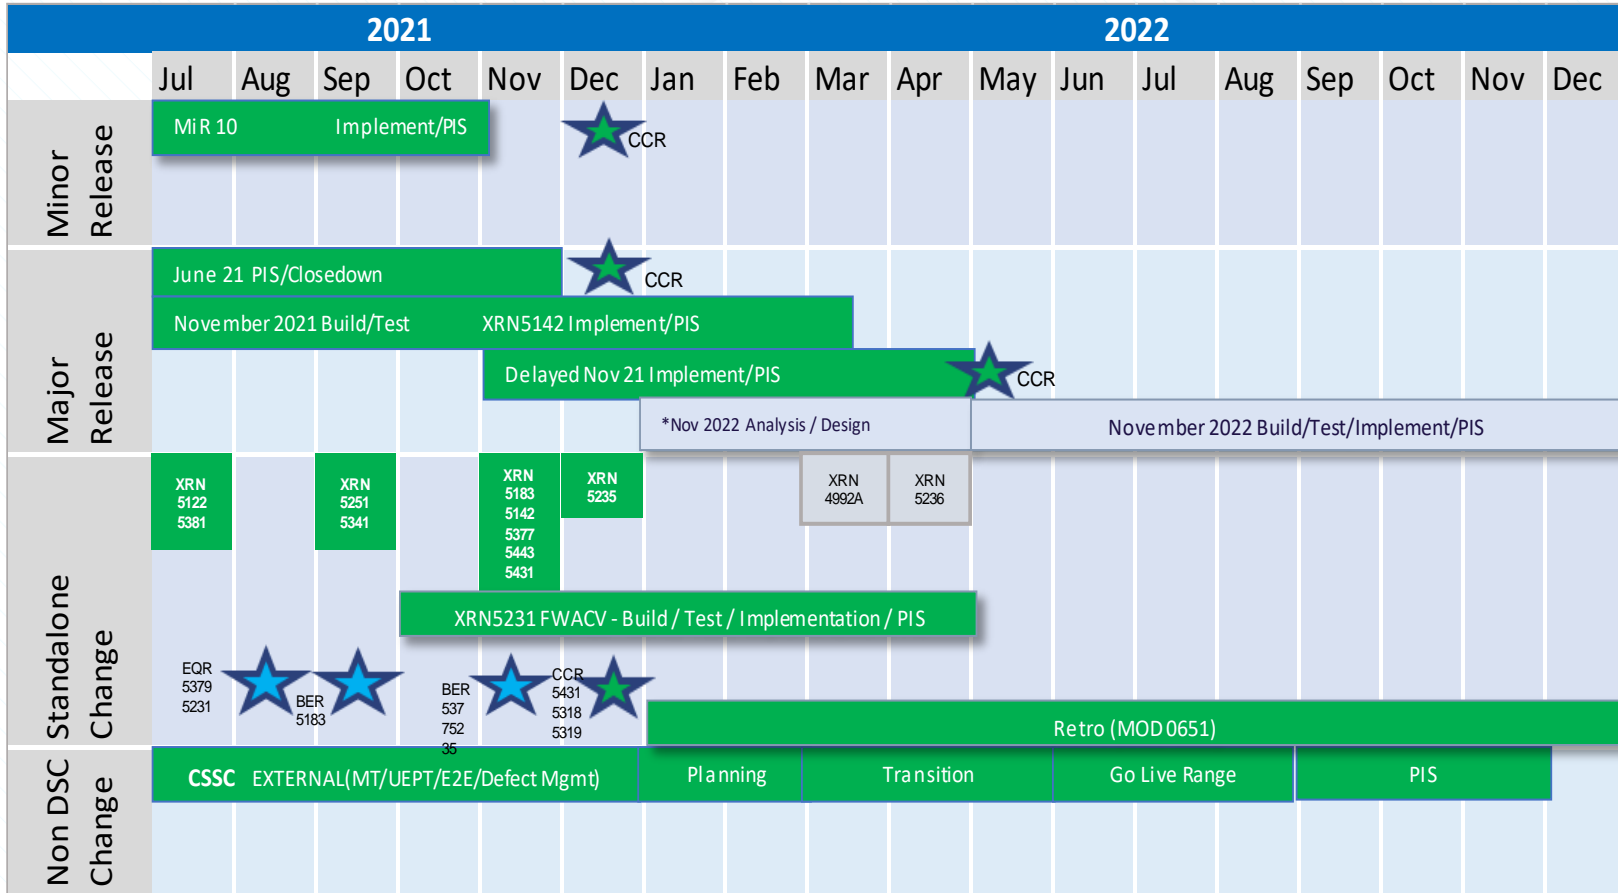 2021 2022
Jul Aug Sep Oct Nov Dec Jan Feb Mar Apr May Jun Jul Aug Sep Oct Nov Dec
Minor
Release
MiR 10 Implement/PIS
CCR
Major
Release
June 21 PIS/Closedown
CCR
November 2021 Build/Test XRN5142 Implement/PIS
Delayed Nov 21 Implement/PIS
CCR
*Nov 2022 Analysis / Design
November 2022 Build/Test/Implement/PIS
Standalone
Change
XRN
5122
5381
XRN
5251
5341
XRN
5183
5142
5377
5443
5431
XRN
5235
XRN
4992A
XRN
5236
XRN5231 FWACV - Build / Test / Implementation / PIS
EQR
5379
5231
BER
5183
BER
537
752
35
CCR
5431
5318
5319
Retro (MOD 0651)
Non DSC
Change
CSSC EXTERNAL(MT/UEPT/E2E/Defect Mgmt)
Planning
Transition
Go Live Range
PIS